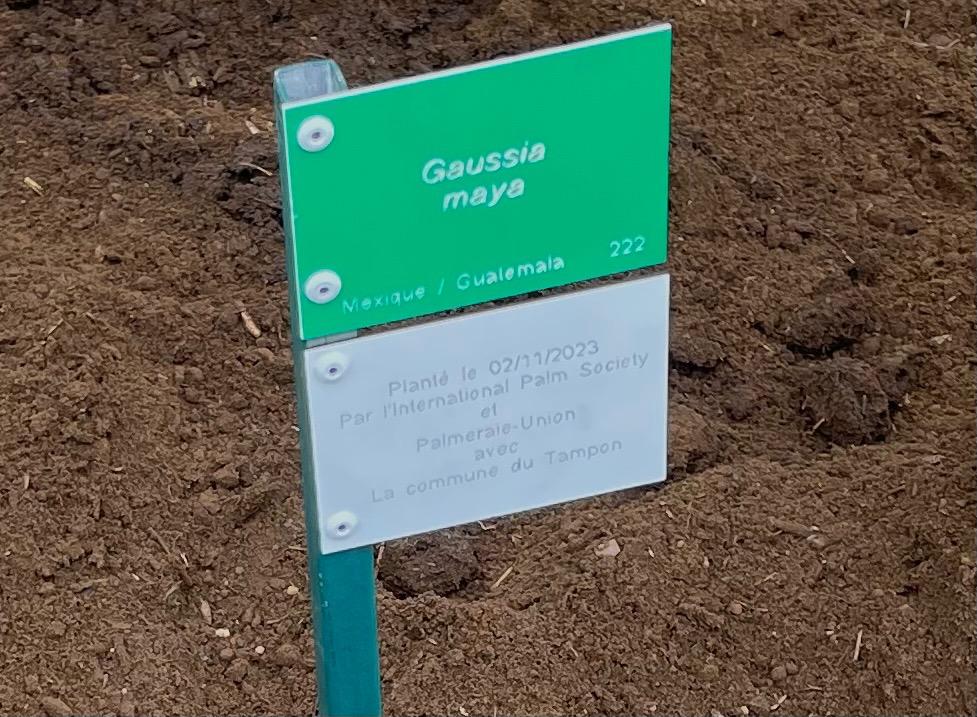 Gaussia
maya
Mexique / Guatemala 222
Planté le 02/11/2023
Par l'International Palm Society
et
Palmeraie-Union
avec
La commune du Tampon